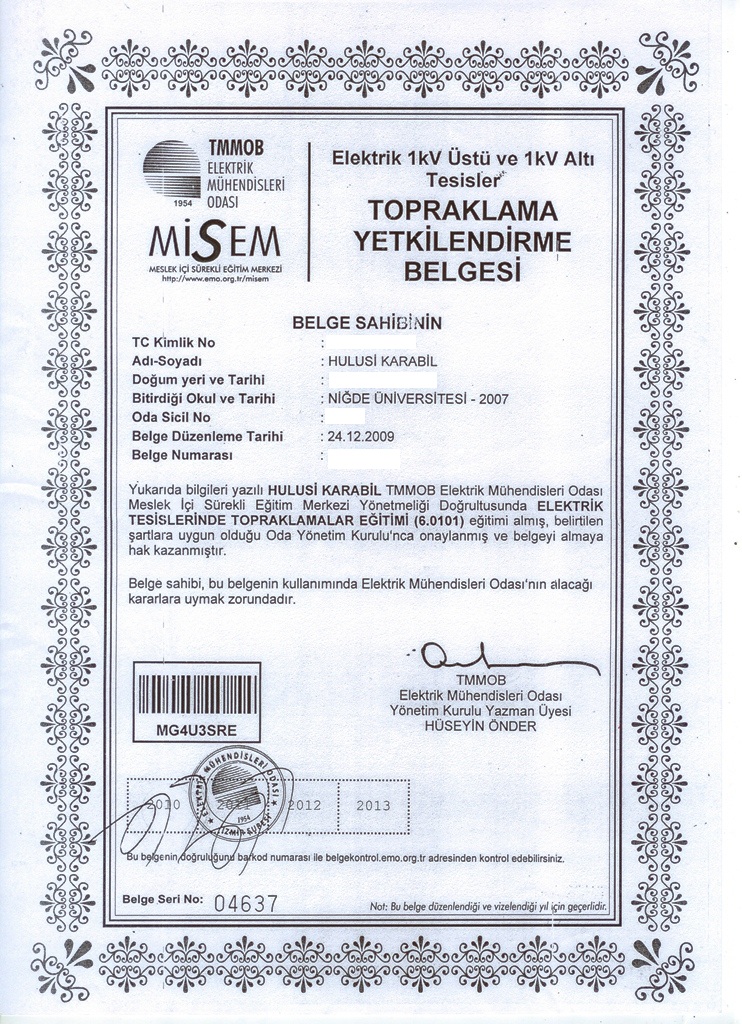 TMMOB
ELEKTRİK
MÜHENDİSLERİ
ODASI
1954
MİSEM
MESLEK İÇİ SÜREKLİ EĞİTİM MERKEZİ
http://www.emo.org.tr/misem
Elektrik 1kV Üstü ve 1kV Altı
Tesisler
TOPRAKLAMA
YETKİLENDİRME
BELGESİ
BELGE SAHİBİNİN
TC Kimlik No :
Adı-Soyadı : HULUSİ KARABİL
Doğum yeri ve Tarihi :
Bitirdiği Okul ve Tarihi : NİĞDE ÜNİVERSİTESİ - 2007
Oda Sicil No :
Belge Düzenleme Tarihi : 24.12.2009
Belge Numarası :
Yukarıda bilgileri yazılı HULUSİ KARABİL TMMOB Elektrik Mühendisleri Odası
Meslek İçi Sürekli Eğitim Merkezi Yönetmeliği Doğrultusunda ELEKTRİK
TESİSLERİNDE TOPRAKLAMALAR EĞİTİMİ (6.0101) eğitimi almış, belirtilen
şartlara uygun olduğu Oda Yönetim Kurulu'nca onaylanmış ve belgeyi almaya
hak kazanmıştır.
Belge sahibi, bu belgenin kullanımında Elektrik Mühendisleri Odası'nın alacağı
kararlara uymak zorundadır.
TMMOB
Elektrik Mühendisleri Odası
Yönetim Kurulu Yazman Üyesi
HÜSEYİN ÖNDER
MG4U3SRE
ELEKTRİK MÜHENDİSLERİ ODASI
1954
İZMİR ŞUBESİ
2010 2011 2012 2013
Bu belgenin doğruluğunu barkod numarası ile belgekontrol.emo.org.tr adresinden kontrol edebilirsiniz.
Belge Seri No: 04637
Not: Bu belge düzenlendiği ve vizelendiği yıl için geçerlidir.